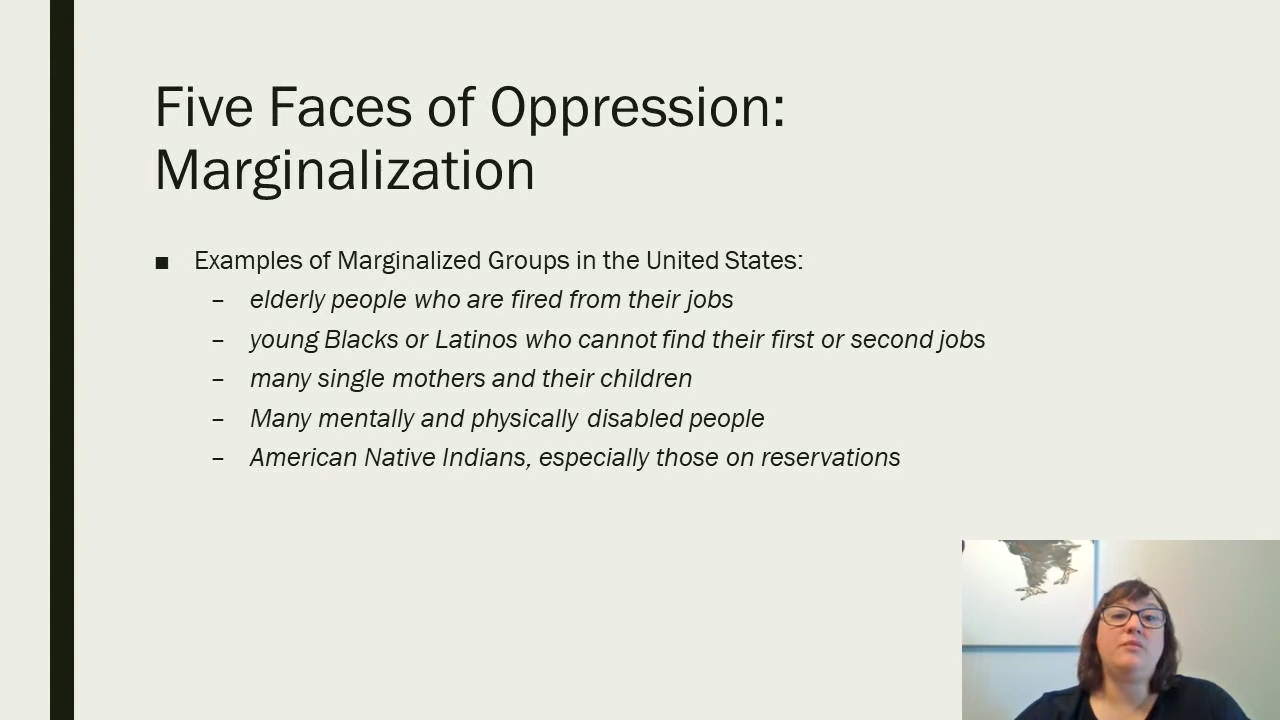 Five Faces of Oppression:
Marginalization
■ Examples of Marginalized Groups in the United States:
– elderly people who are fired from their jobs
– young Blacks or Latinos who cannot find their first or second jobs
– many single mothers and their children
– Many mentally and physically disabled people
– American Native Indians, especially those on reservations